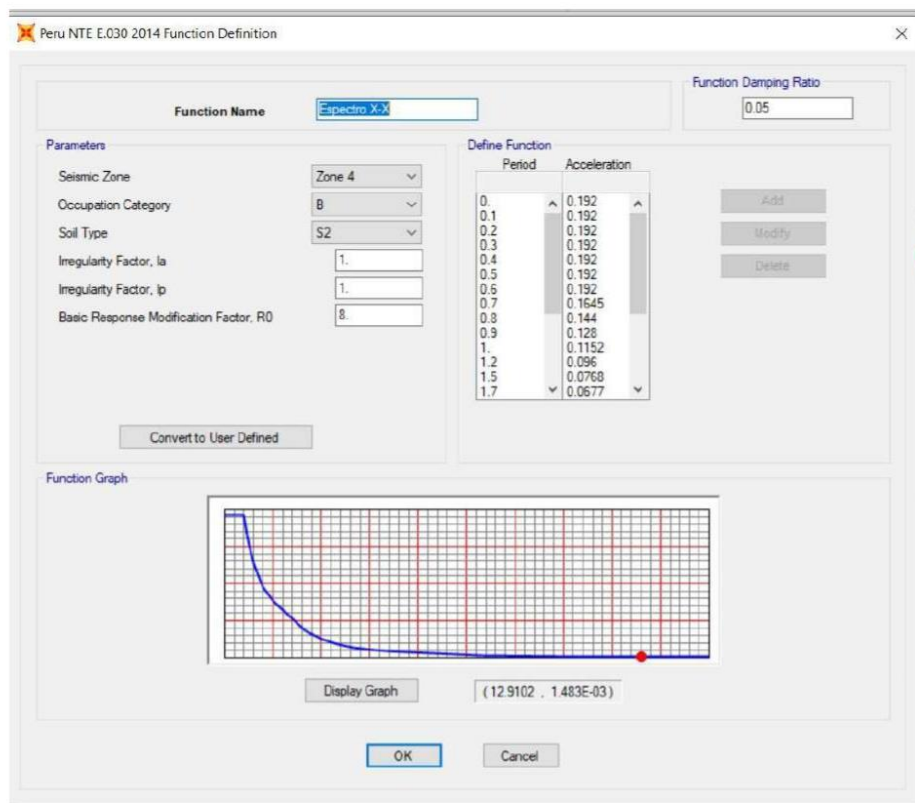 Peru NTE E.030 2014 Function Definition
Function Damping Ratio
Function Name
Espectro X-X
0.05
Parameters
Define Function
Period Acceleration
Seismic Zone Zone 4
Occupation Category B
Soil Type S2
Irregularity Factor, Ia 1.
Irregularity Factor, Ip 1.
Basic Response Modification Factor, R0 8.
0. 0.192
0.1 0.192
0.2 0.192
0.3 0.192
0.4 0.192
0.5 0.192
0.6 0.192
0.7 0.1645
0.8 0.144
0.9 0.128
1. 0.1152
1.2 0.096
1.5 0.0768
1.7 0.0677
Add
Modify
Delete
Convert to User Defined
Function Graph
Display Graph
(12.9102 , 1.483E-03)
OK
Cancel